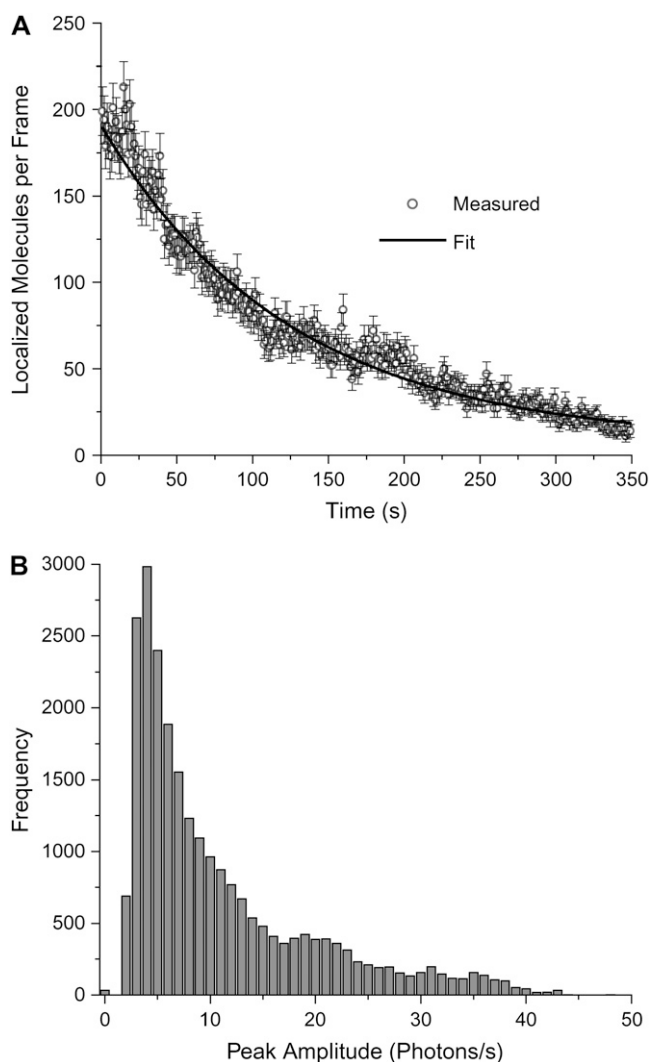 A
250
200
150
100
50
0
Localized Molecules per Frame
Measured
Fit
0 50 100 150 200 250 300 350
Time (s)
B
3000
2500
2000
1500
1000
500
0
Frequency
0 10 20 30 40 50
Peak Amplitude (Photons/s)